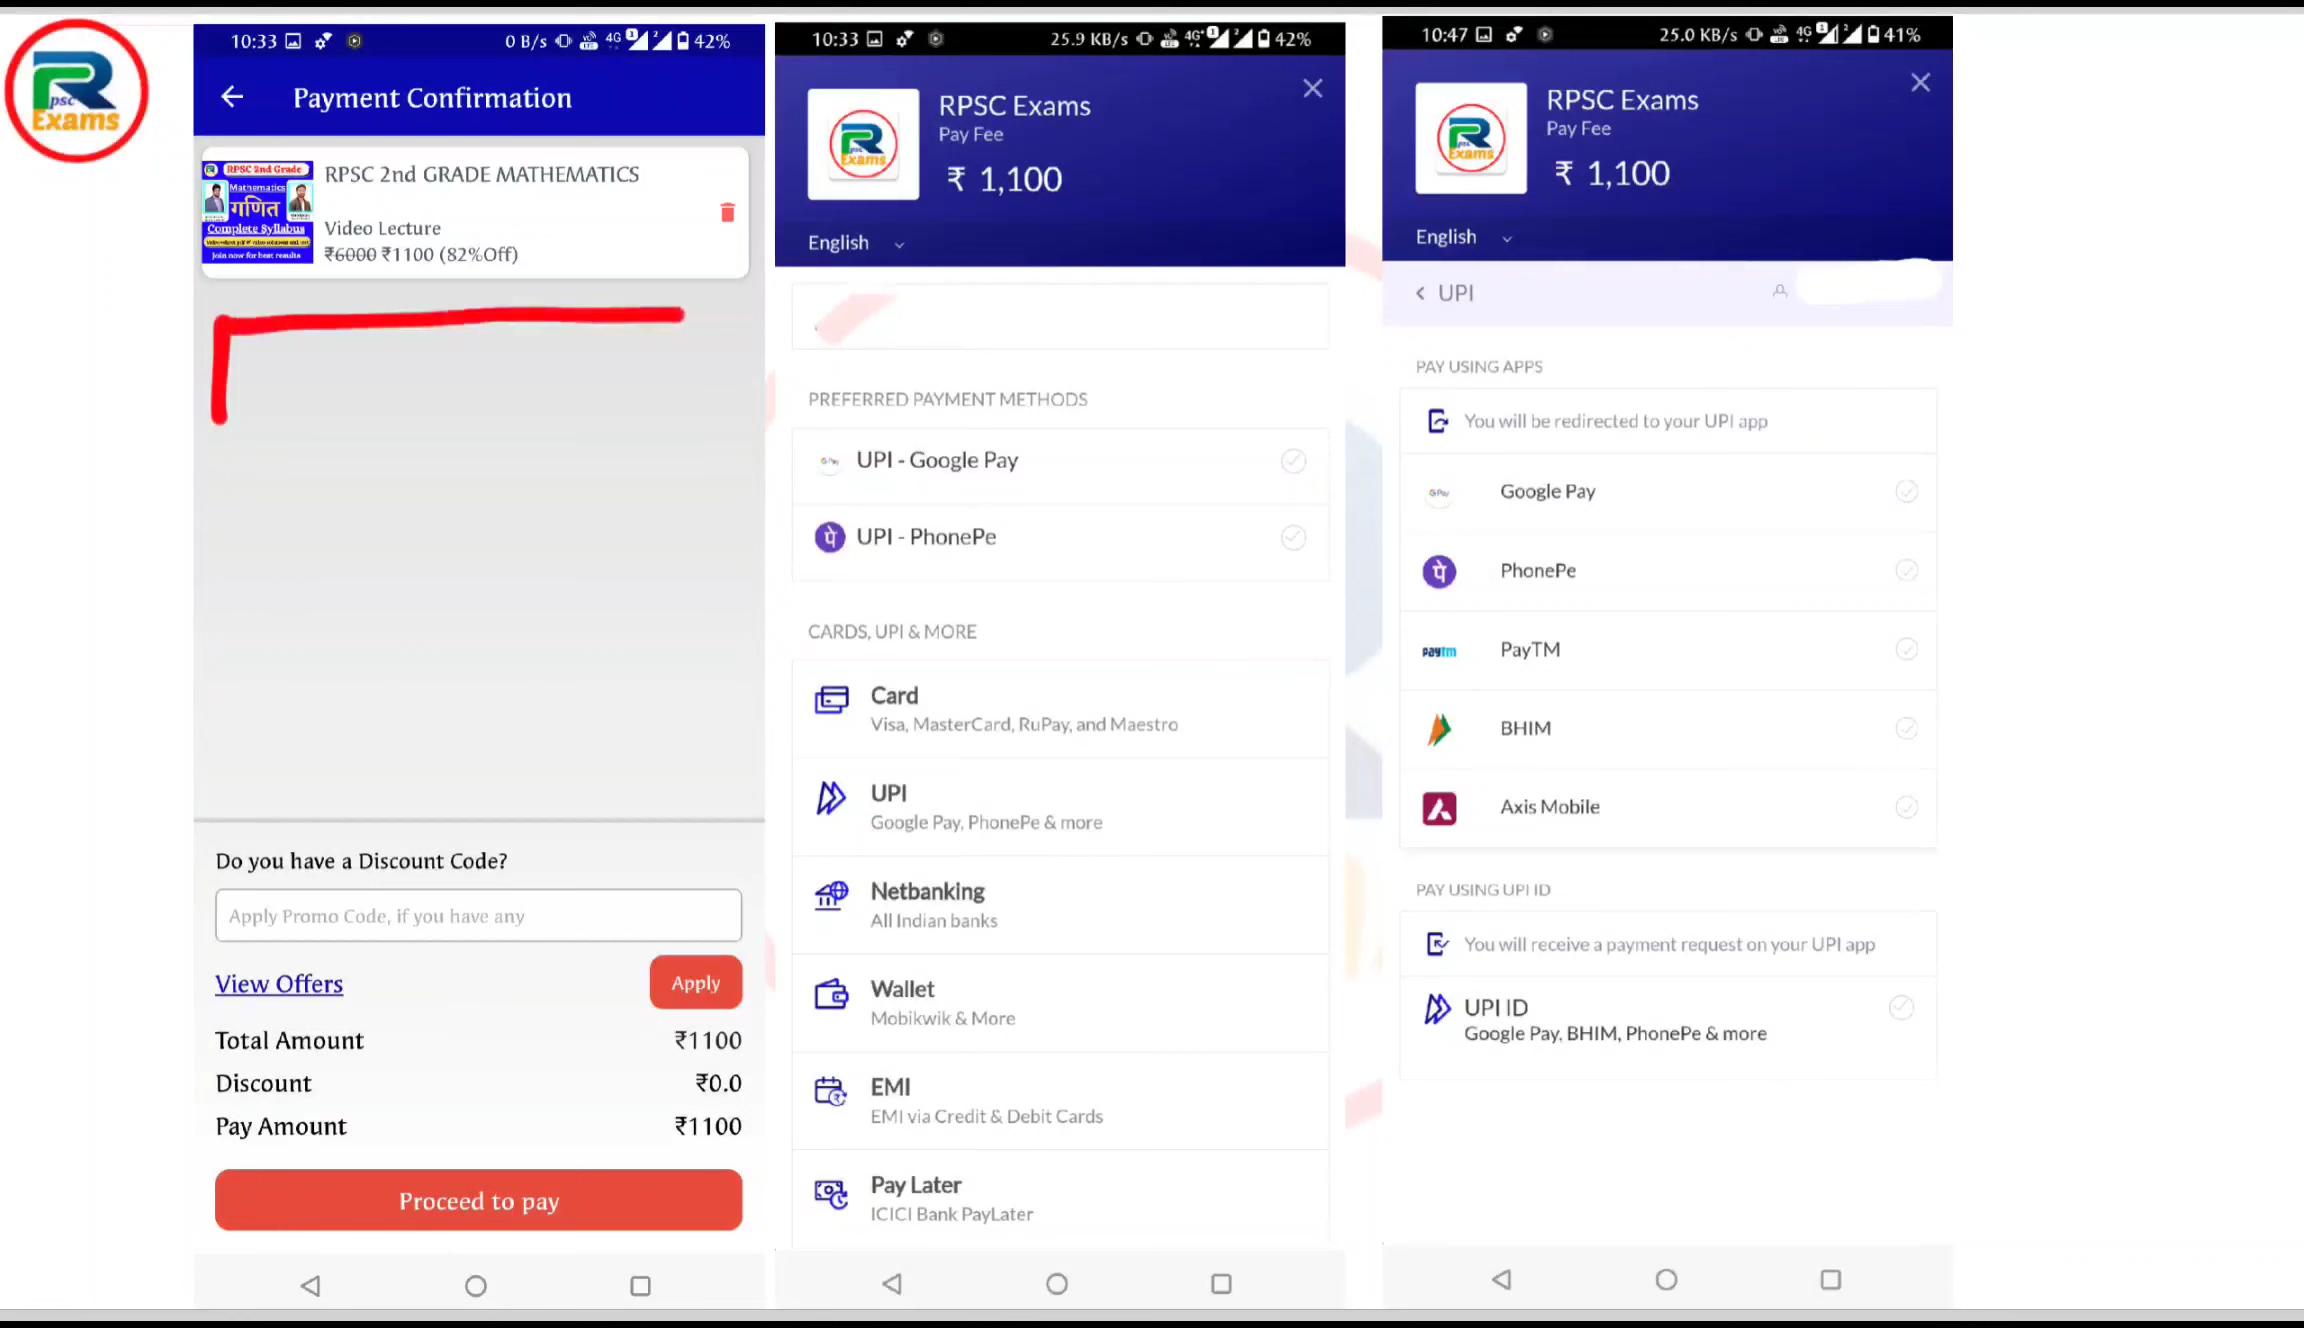 R
psc
Exams
10:33
0 B/s
4G
42%
Payment Confirmation
RPSC 2nd Grade
Mathematics
गणित
Complete Syllabus
Join now for best results
RPSC 2nd GRADE MATHEMATICS
Video Lecture
₹6000 ₹1100 (82%Off)
Do you have a Discount Code?
Apply Promo Code, if you have any
View Offers
Apply
Total Amount ₹1100
Discount ₹0.0
Pay Amount ₹1100
Proceed to pay
10:33
25.9 KB/s
4G+
42%
Exams
RPSC Exams
Pay Fee
₹ 1,100
English
PREFERRED PAYMENT METHODS
G Pay
UPI - Google Pay
पे
UPI - PhonePe
CARDS, UPI & MORE
Card
Visa, MasterCard, RuPay, and Maestro
UPI
Google Pay, PhonePe & more
Netbanking
All Indian banks
Wallet
Mobikwik & More
EMI
EMI via Credit & Debit Cards
Pay Later
ICICI Bank PayLater
10:47
25.0 KB/s
4G
41%
psc
Exams
RPSC Exams
Pay Fee
₹ 1,100
English
UPI
PAY USING APPS
You will be redirected to your UPI app
G Pay
Google Pay
पे
PhonePe
paytm
PayTM
BHIM
Axis Mobile
PAY USING UPI ID
You will receive a payment request on your UPI app
UPI ID
Google Pay, BHIM, PhonePe & more